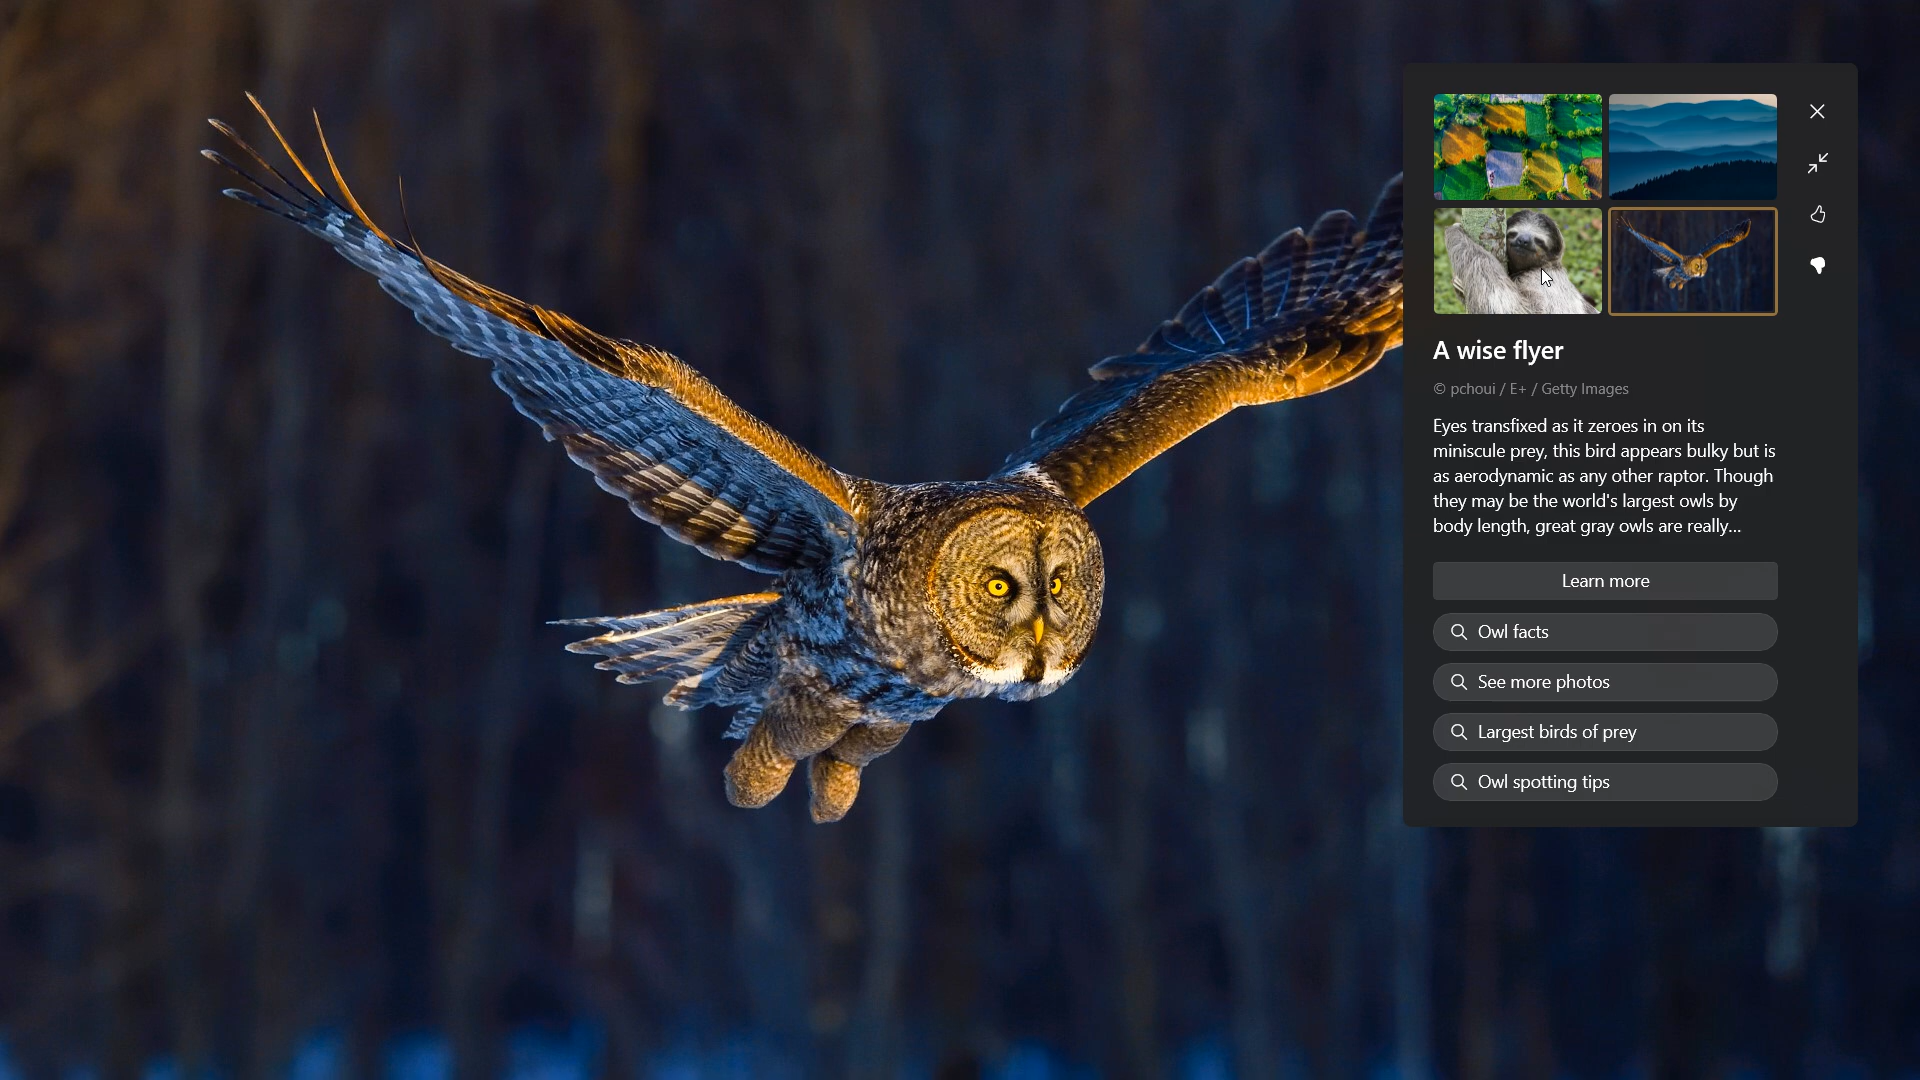 A wise flyer
© pchoui / E+ / Getty Images
Eyes transfixed as it zeroes in on its
miniscule prey, this bird appears bulky but is
as aerodynamic as any other raptor. Though
they may be the world's largest owls by
body length, great gray owls are really...
Learn more
Owl facts
See more photos
Largest birds of prey
Owl spotting tips